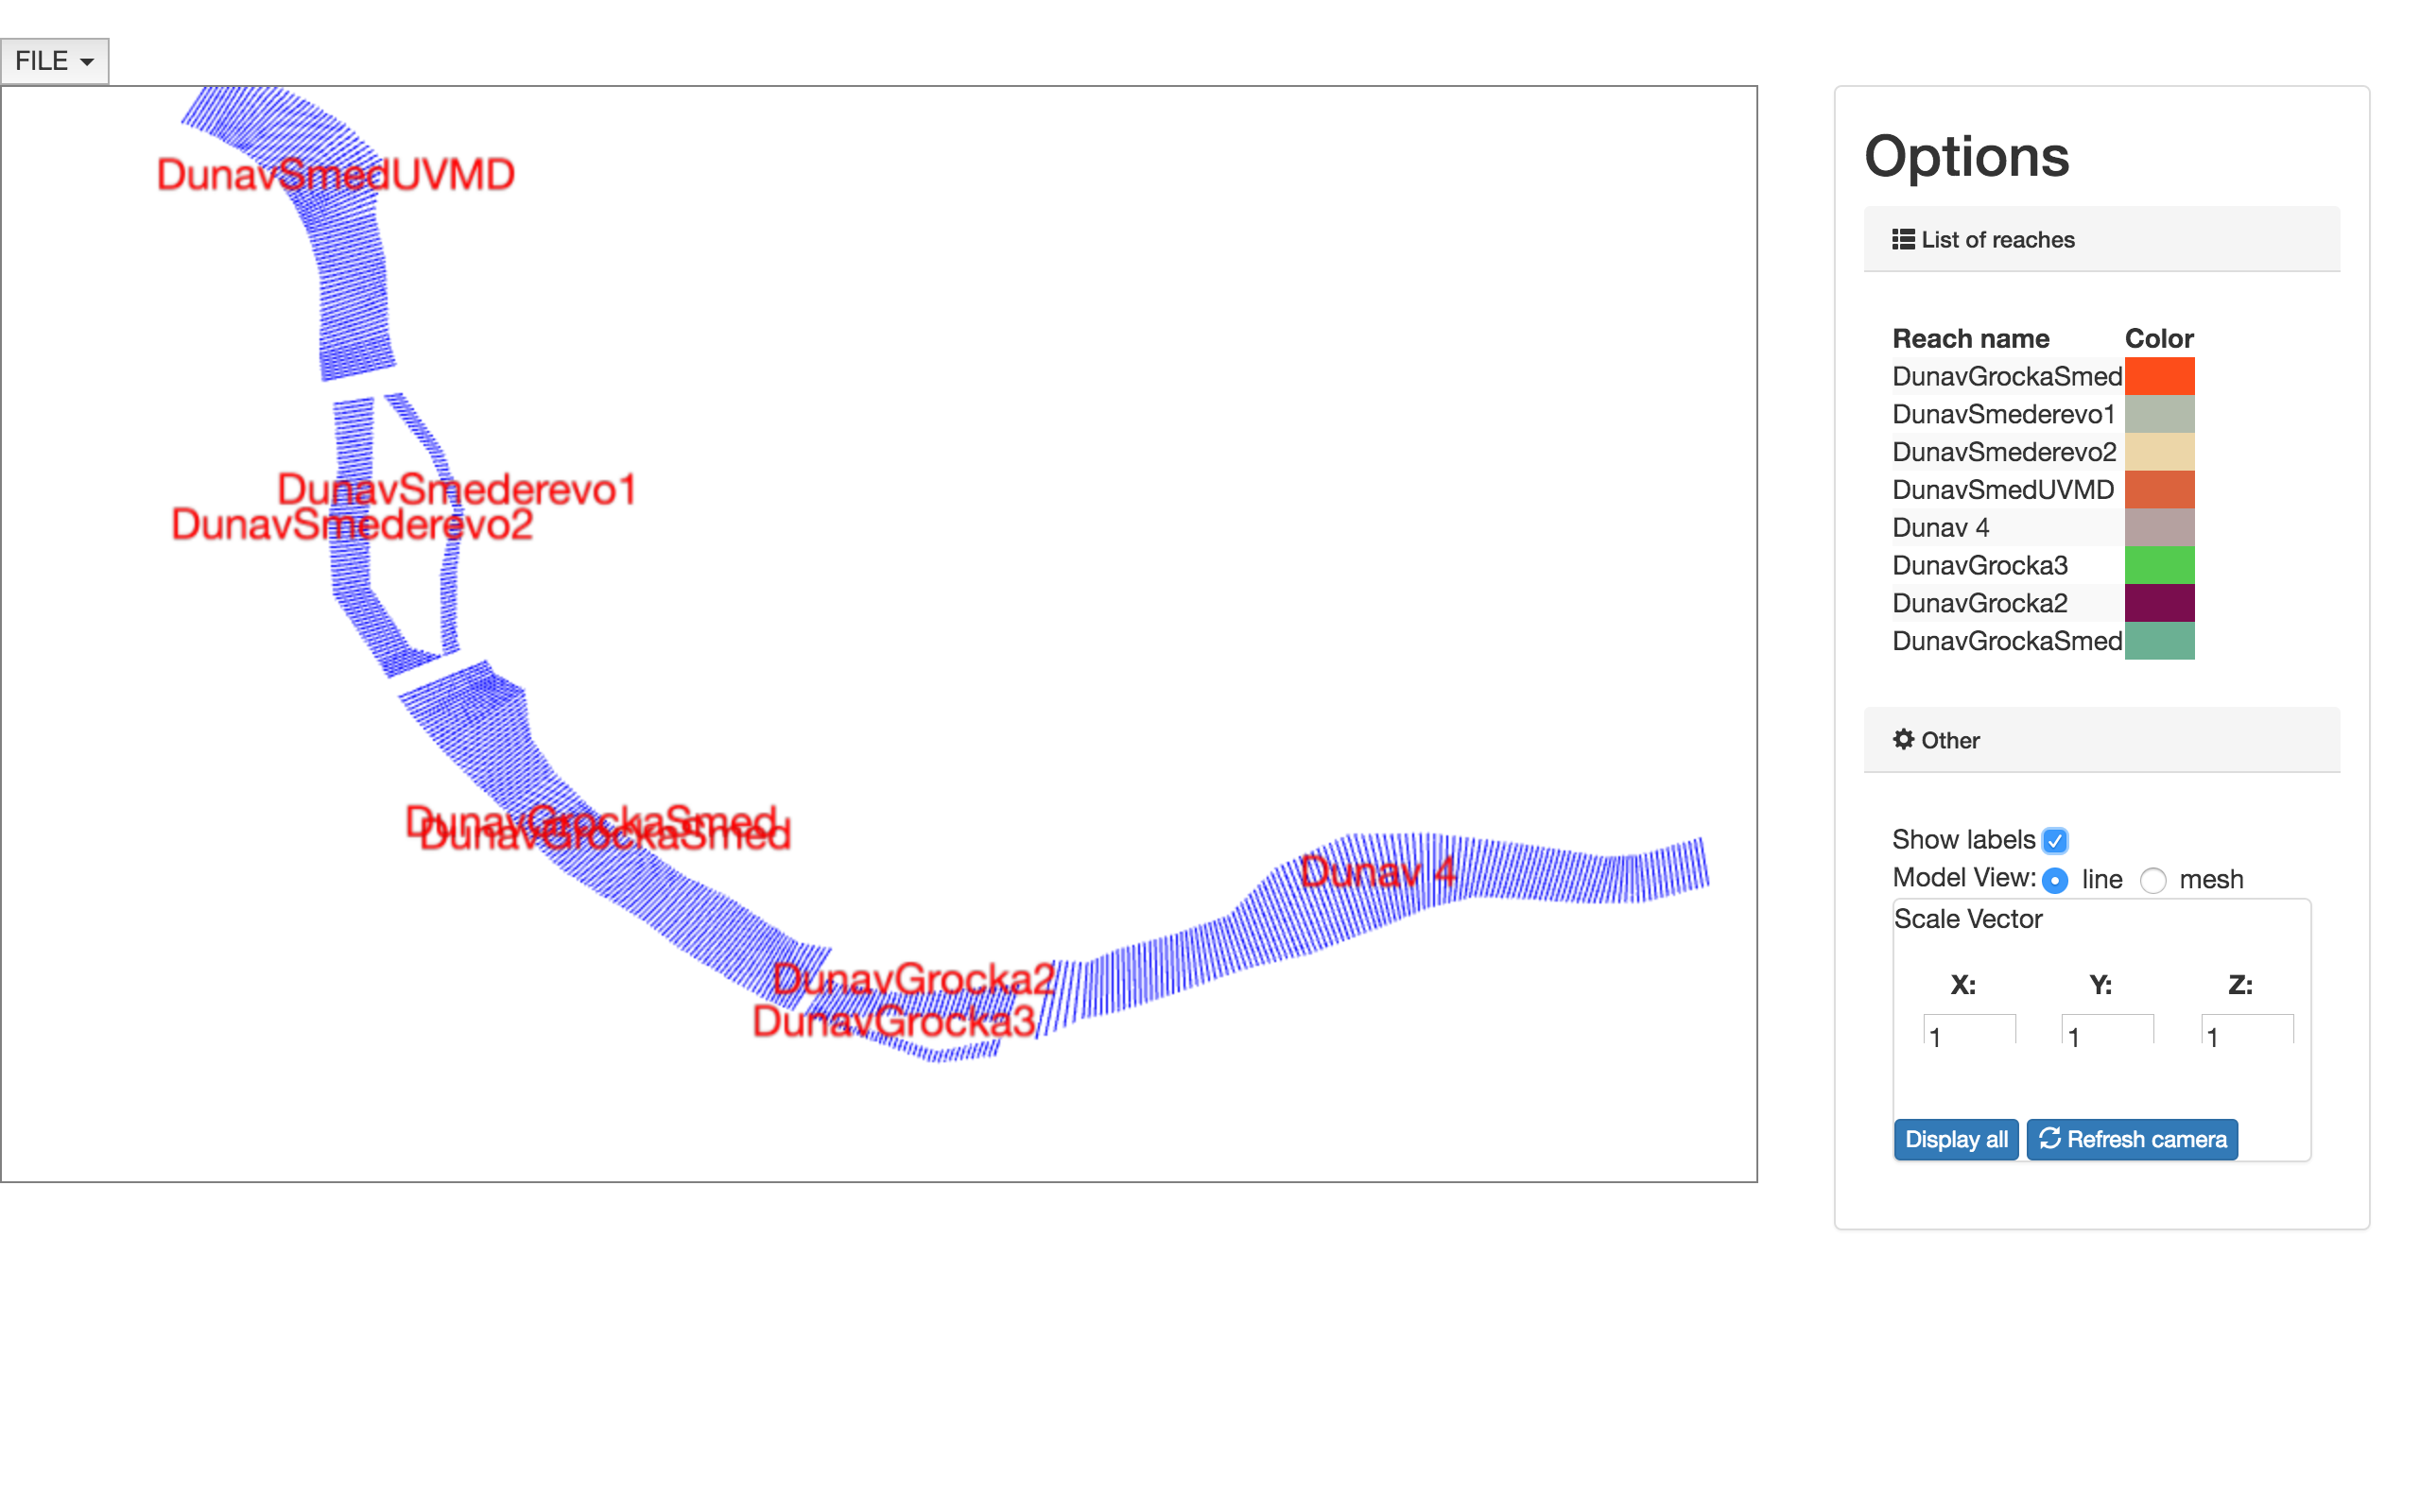 FILE
DunavSmedUVMD
DunavSmederevo1
DunavSmederevo2
DunavGrockaSmed
DunavGrockaSmed
Dunav 4
DunavGrocka2
DunavGrocka3
Options
List of reaches
Reach name Color
DunavGrockaSmed
DunavSmederevo1
DunavSmederevo2
DunavSmedUVMD
Dunav 4
DunavGrocka3
DunavGrocka2
DunavGrockaSmed
Other
Show labels
Model View: line mesh
Scale Vector
X: Y: Z:
1 1 1
Display all Refresh camera